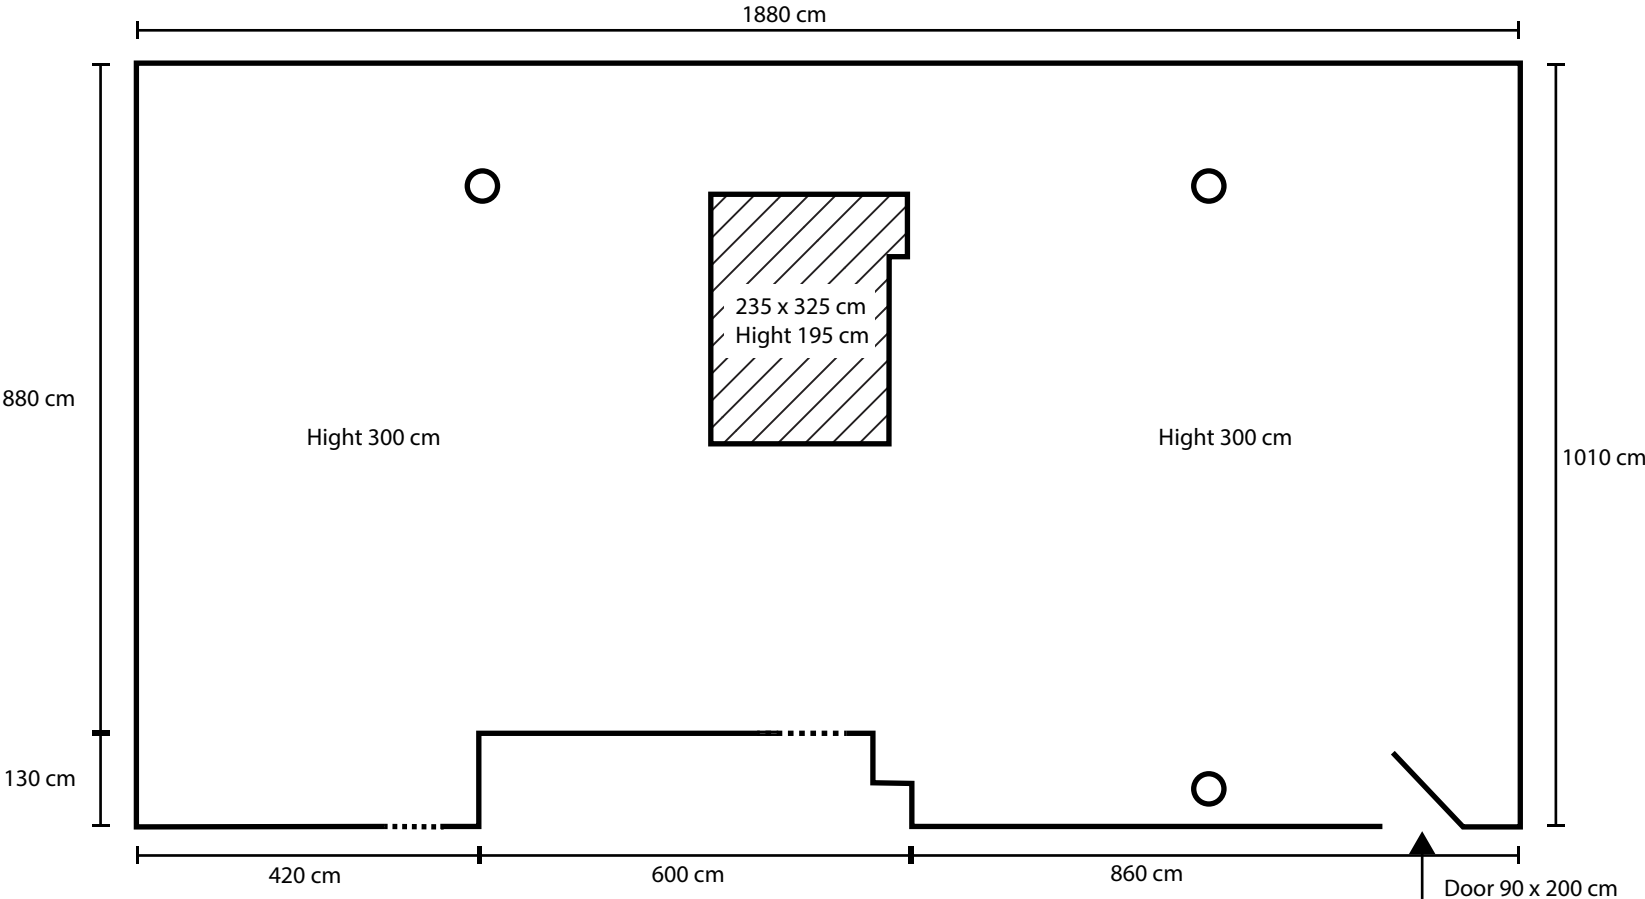 1880 cm
235 x 325 cm
Hight 195 cm
880 cm
Hight 300 cm
Hight 300 cm
1010 cm
130 cm
420 cm
600 cm
860 cm
Door 90 x 200 cm